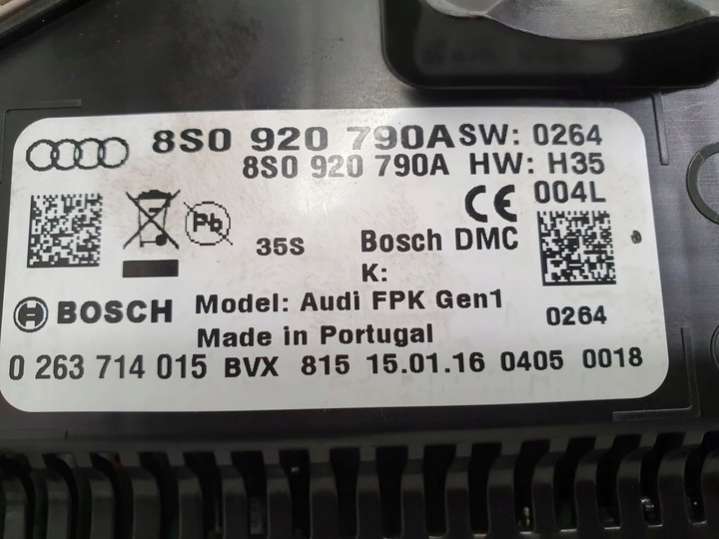 8S0 920 790A SW: 0264
8S0 920 790A HW: H35
004L
Pb
35S
Bosch DMC
K:
BOSCH
Model: Audi FPK Gen1
0264
Made in Portugal
0 263 714 015 BVX 815 15.01.16 0405 0018